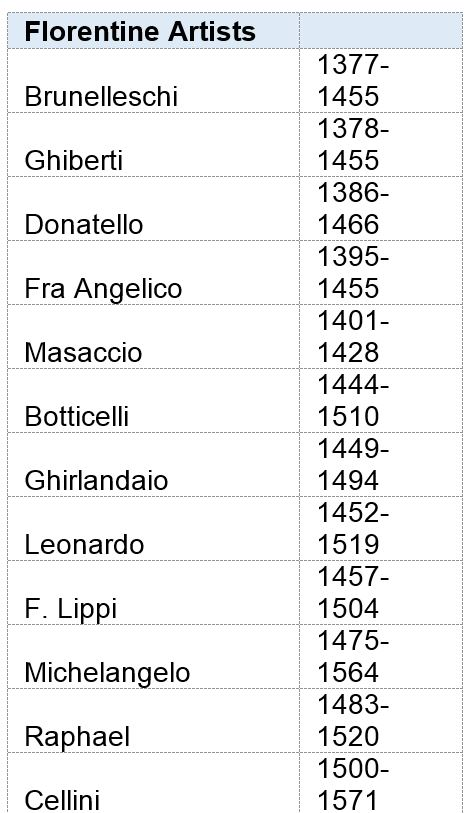 Florentine Artists
Brunelleschi 1377-
1455
Ghiberti 1378-
1455
Donatello 1386-
1466
Fra Angelico 1395-
1455
Masaccio 1401-
1428
Botticelli 1444-
1510
Ghirlandaio 1449-
1494
Leonardo 1452-
1519
F. Lippi 1457-
1504
Michelangelo 1475-
1564
Raphael 1483-
1520
Cellini 1500-
1571